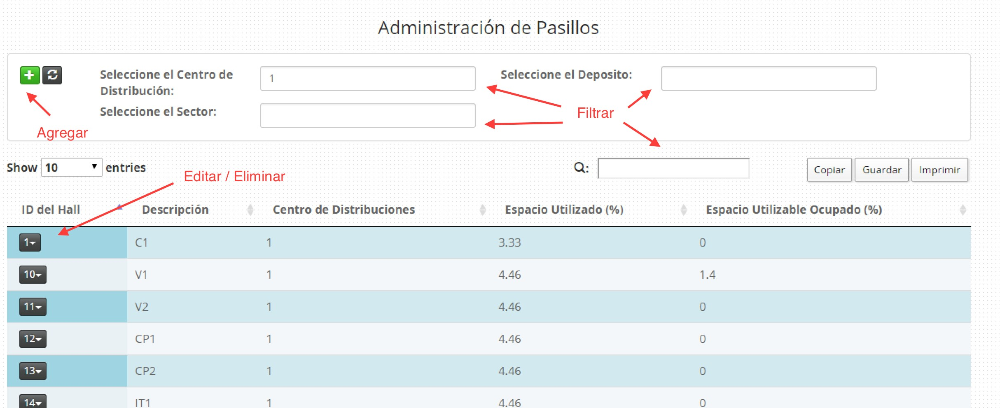 Administración de Pasillos
Seleccione el Centro de Distribución:
1
Seleccione el Deposito:
Seleccione el Sector:
Filtrar
Agregar
Show 10 entries
Editar / Eliminar
Q:
Copiar Guardar Imprimir
ID del Hall Descripción Centro de Distribuciones Espacio Utilizado (%) Espacio Utilizable Ocupado (%)
1 C1 1 3.33 0
10 V1 1 4.46 1.4
11 V2 1 4.46 0
12 CP1 1 4.46 0
13 CP2 1 4.46 0
14 IT1 1 4.46 0